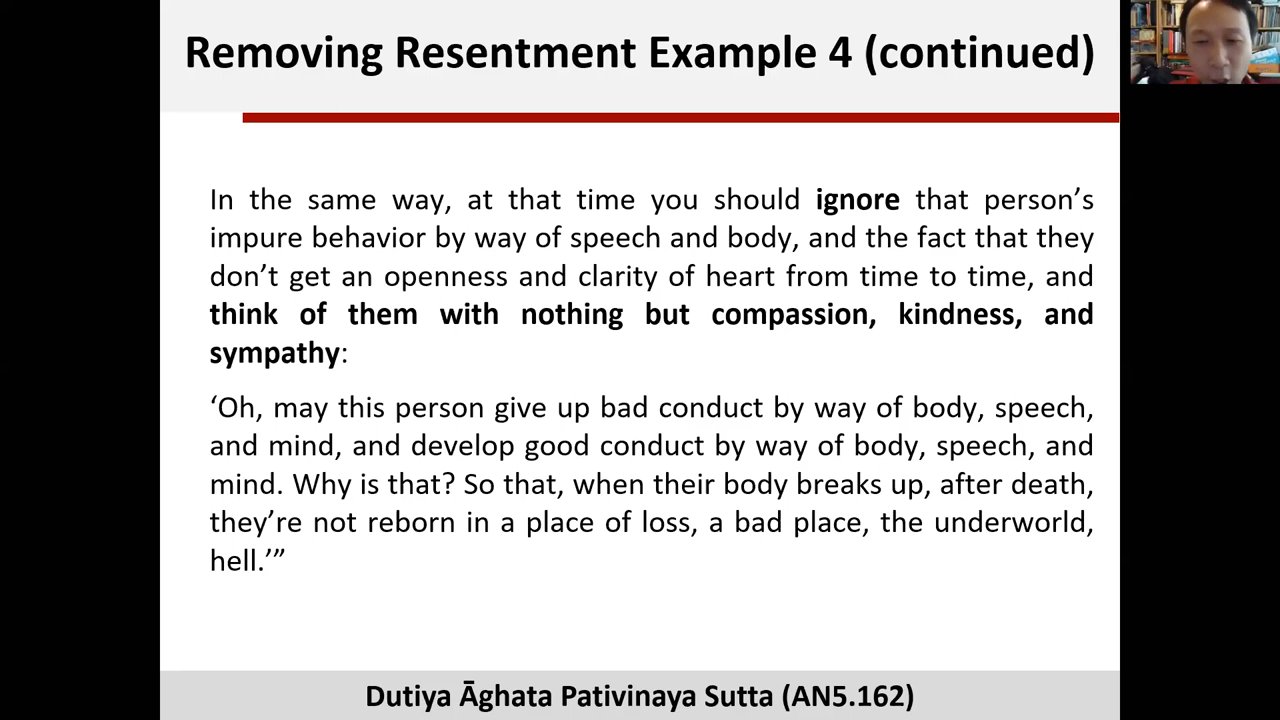 Removing Resentment Example 4 (continued)
In the same way, at that time you should ignore that person’s
impure behavior by way of speech and body, and the fact that they
don’t get an openness and clarity of heart from time to time, and
think of them with nothing but compassion, kindness, and
sympathy:
‘Oh, may this person give up bad conduct by way of body, speech,
and mind, and develop good conduct by way of body, speech, and
mind. Why is that? So that, when their body breaks up, after death,
they’re not reborn in a place of loss, a bad place, the underworld,
hell.’”
Dutiya Āghata Pativinaya Sutta (AN5.162)